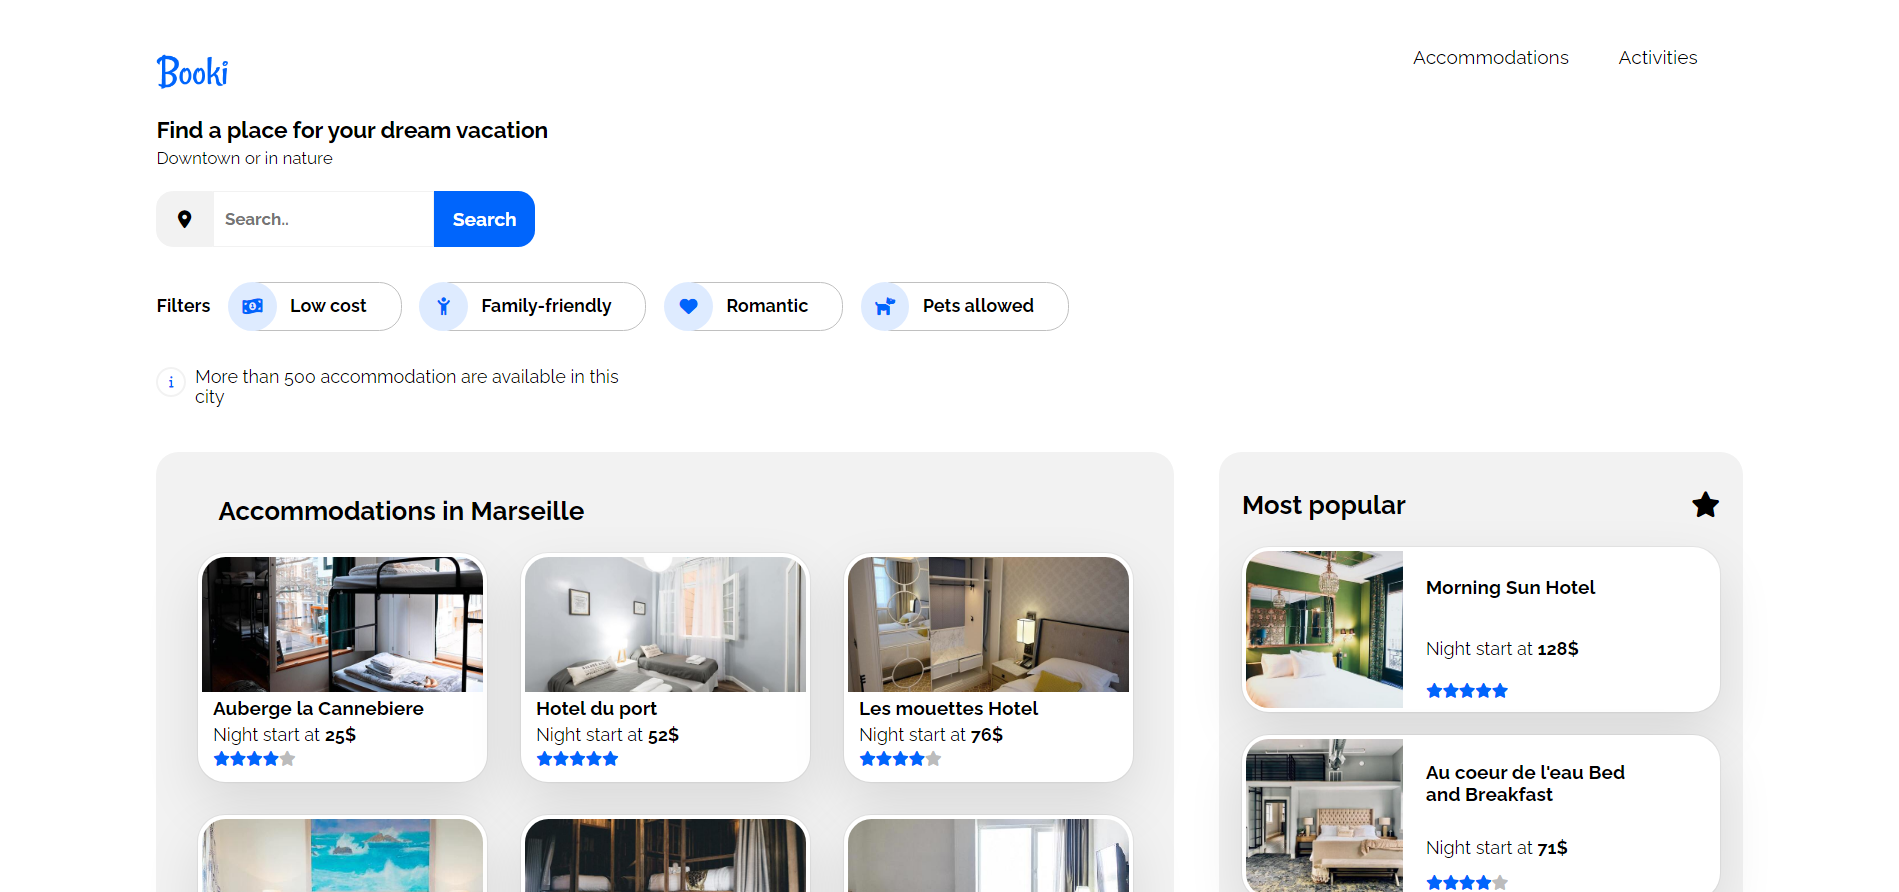 Booki
Accommodations
Activities
Find a place for your dream vacation
Downtown or in nature
Search..
Search
Filters
Low cost
Family-friendly
Romantic
Pets allowed
i
More than 500 accommodation are available in this
city
Accommodations in Marseille
Auberge la Cannebiere
Night start at 25$
Hotel du port
Night start at 52$
Les mouettes Hotel
Night start at 76$
Most popular
Morning Sun Hotel
Night start at 128$
Au coeur de l'eau Bed
and Breakfast
Night start at 71$